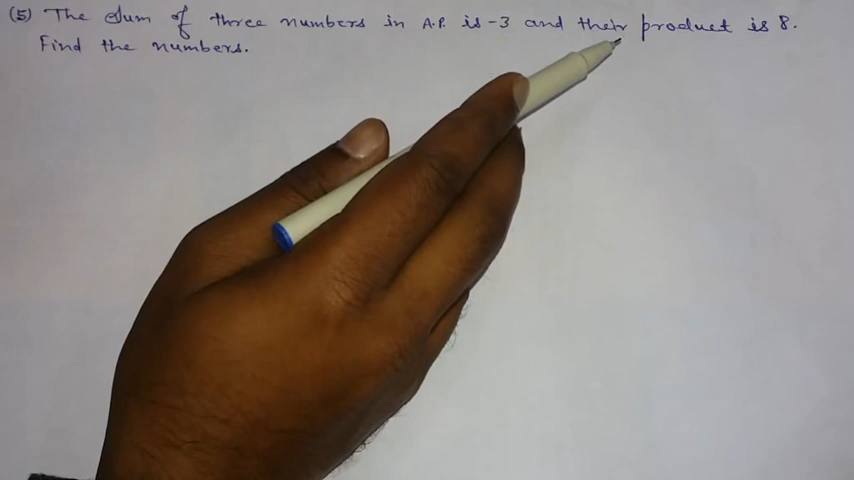 (5) The Sum of three numbers in A.P. is -3 and their product is 8.
Find the numbers.